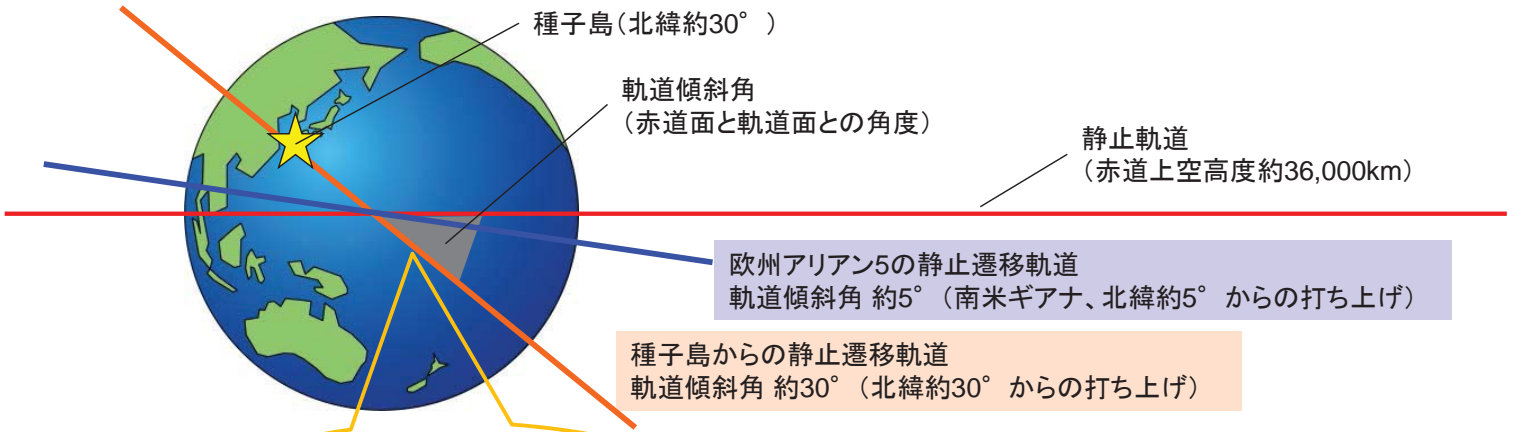 種子島(北緯約30°)
軌道傾斜角
(赤道面と軌道面との角度)
静止軌道
(赤道上空高度約36,000km)
欧州アリアン5の静止遷移軌道
軌道傾斜角 約5°(南米ギアナ、北緯約5°からの打ち上げ)
種子島からの静止遷移軌道
軌道傾斜角 約30°(北緯約30°からの打ち上げ)